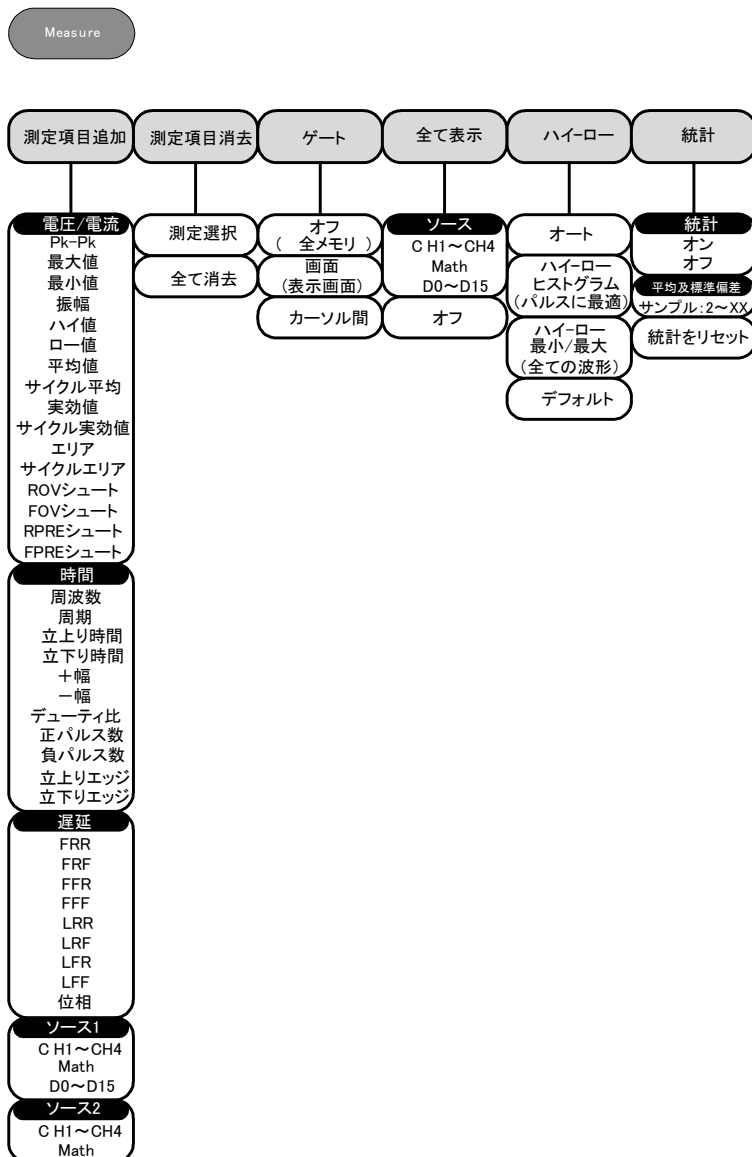 Measure
測定項目追加
測定項目消去
ゲート
全て表示
ハイ-ロー
統計
電圧/電流
Pk-Pk
最大値
最小値
振幅
ハイ値
ロー値
平均値
サイクル平均
実効値
サイクル実効値
エリア
サイクルエリア
ROVシュート
FOVシュート
RPREシュート
FPREシュート
時間
周波数
周期
立上り時間
立下り時間
+幅
-幅
デューティ比
正パルス数
負パルス数
立上りエッジ
立下りエッジ
遅延
FRR
FRF
FFR
FFF
LRR
LRF
LFR
LFF
位相
ソース1
C H1~CH4
Math
D0~D15
ソース2
C H1~CH4
Math
測定選択
全て消去
オフ
( 全メモリ )
画面
(表示画面)
カーソル間
ソース
C H1~CH4
Math
D0~D15
オフ
オート
ハイ-ロー
ヒストグラム
(パルスに最適)
ハイ-ロー
最小/最大
(全ての波形)
デフォルト
統計
オン
オフ
平均及標準偏差
サンプル:2~XX
統計をリセット